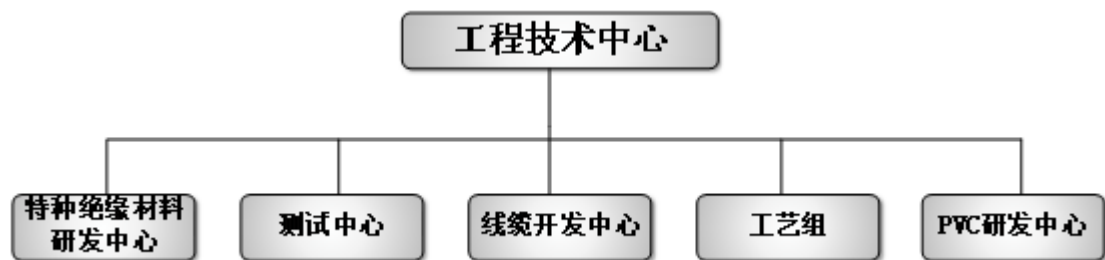 工程技术中心
特种绝缘材料
研发中心
测试中心
线缆开发中心
工艺组
PVC研发中心